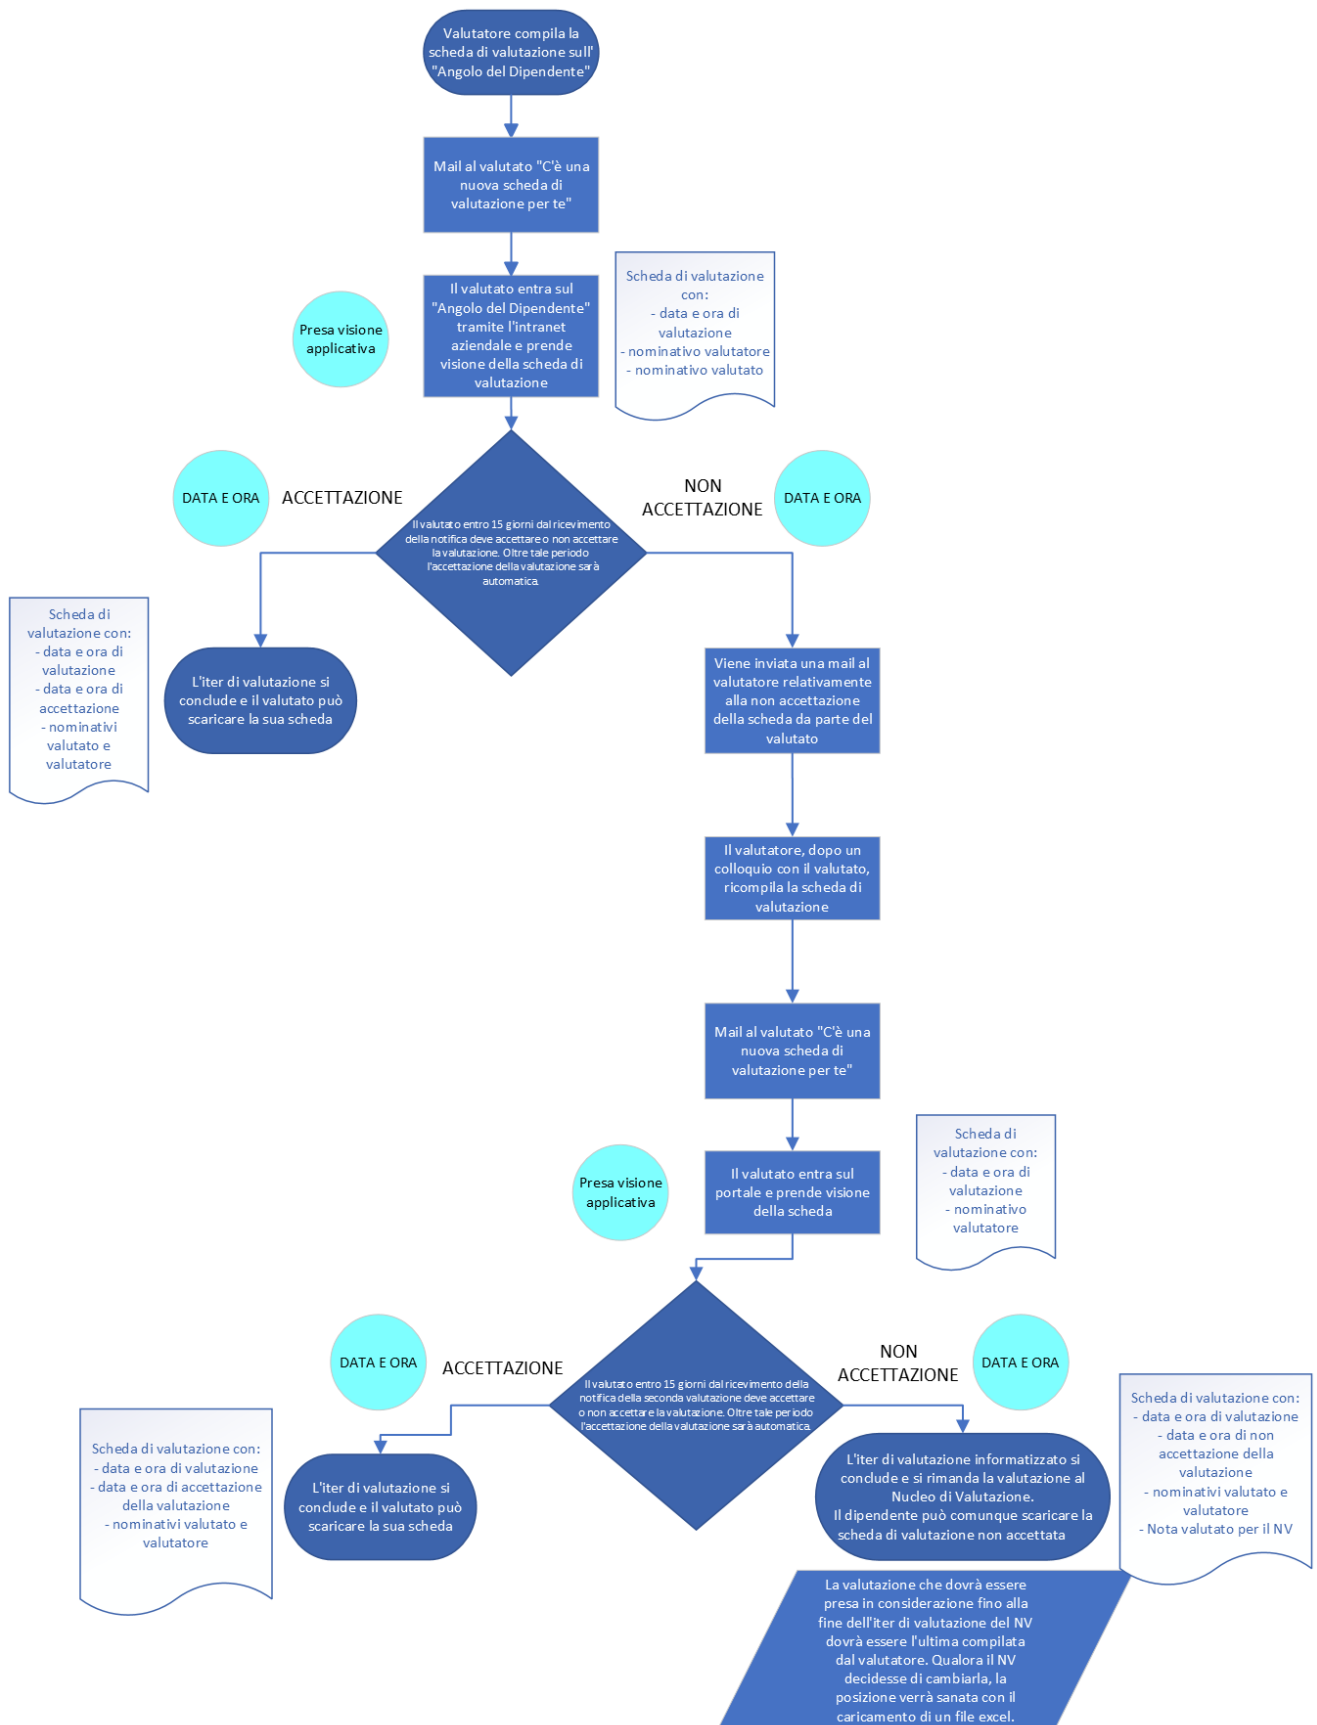 Valutatore compila la
scheda di valutazione sull'
"Angolo del Dipendente"
Mail al valutato "C'è una
nuova scheda di
valutazione per te"
Presa visione
applicativa
Il valutato entra sul
"Angolo del Dipendente"
tramite l'intranet
aziendale e prende
visione della scheda di
valutazione
Scheda di valutazione
con:
- data e ora di
valutazione
- nominativo valutatore
- nominativo valutato
DATA E ORA
ACCETTAZIONE
Il valutato entro 15 giorni dal ricevimento
della notifica deve accettare o non accettare
la valutazione. Oltre tale periodo
l'accettazione della valutazione sarà
automatica.
NON
ACCETTAZIONE
DATA E ORA
Scheda di
valutazione con:
- data e ora di
valutazione
- data e ora di
accettazione
- nominativi
valutato e
valutatore
L'iter di valutazione si
conclude e il valutato può
scaricare la sua scheda
Viene inviata una mail al
valutatore relativamente
alla non accettazione
della scheda da parte del
valutato
Il valutatore, dopo un
colloquio con il valutato,
ricompila la scheda di
valutazione
Mail al valutato "C'è una
nuova scheda di
valutazione per te"
Presa visione
applicativa
Il valutato entra sul
portale e prende visione
della scheda
Scheda di
valutazione con:
- data e ora di
valutazione
- nominativo
valutatore
DATA E ORA
ACCETTAZIONE
Il valutato entro 15 giorni dal ricevimento della
notifica della seconda valutazione deve accettare
o non accettare la valutazione. Oltre tale periodo
l'accettazione della valutazione sarà automatica.
NON
ACCETTAZIONE
DATA E ORA
Scheda di valutazione con:
- data e ora di valutazione
- data e ora di accettazione
della valutazione
- nominativi valutato e
valutatore
L'iter di valutazione si
conclude e il valutato può
scaricare la sua scheda
L'iter di valutazione informatizzato si
conclude e si rimanda la valutazione al
Nucleo di Valutazione.
Il dipendente può comunque scaricare la
scheda di valutazione non accettata
Scheda di valutazione con:
- data e ora di valutazione
- data e ora di non
accettazione della
valutazione
- nominativi valutato e
valutatore
- Nota valutato per il NV
La valutazione che dovrà essere
presa in considerazione fino alla
fine dell'iter di valutazione del NV
dovrà essere l'ultima compilata
dal valutatore. Qualora il NV
decidesse di cambiarla, la
posizione verrà sanata con il
caricamento di un file excel.